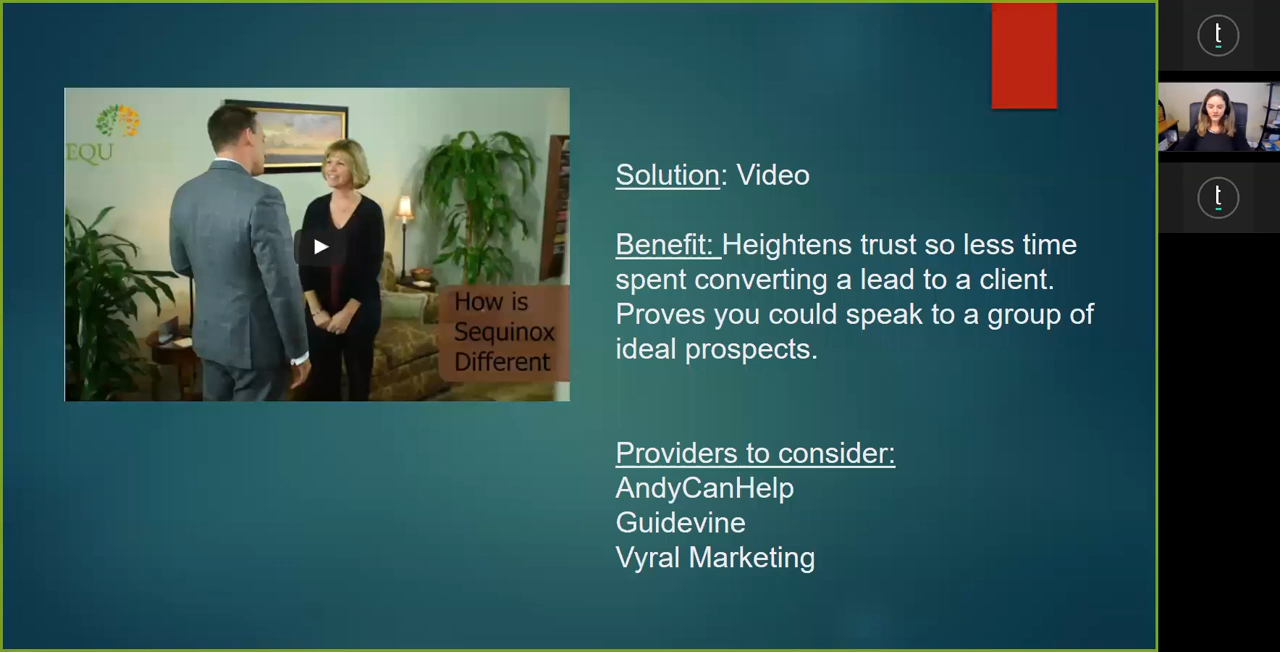 EQU
How is
Sequinox
Different
Solution: Video
Benefit: Heightens trust so less time
spent converting a lead to a client.
Proves you could speak to a group of
ideal prospects.
Providers to consider:
AndyCanHelp
Guidevine
Vyral Marketing
t
t